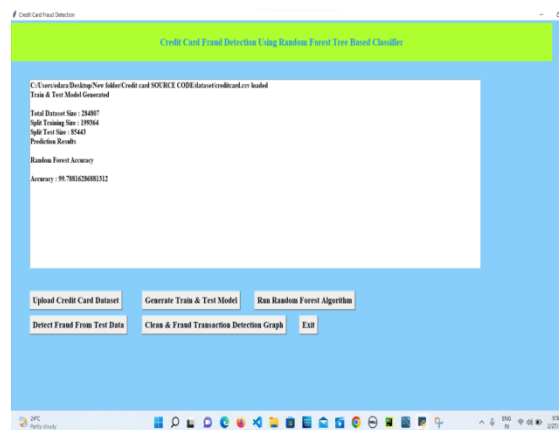 Credit Card Fraud Detection
Credit Card Fraud Detection Using Random Forest Tree Based Classifier
C:/Users/edara/Desktop/New folder/Credit card SOURCE CODE/dataset/creditcard.csv loaded
Train & Test Model Generated
Total Dataset Size : 284807
Split Training Size : 199364
Split Test Size : 85443
Prediction Results
Random Forest Accuracy
Accuracy : 99.78816286881312
Upload Credit Card Dataset
Generate Train & Test Model
Run Random Forest Algorithm
Detect Fraud From Test Data
Clean & Fraud Transaction Detection Graph
Exit
24°C
Partly cloudy
ENG
IN